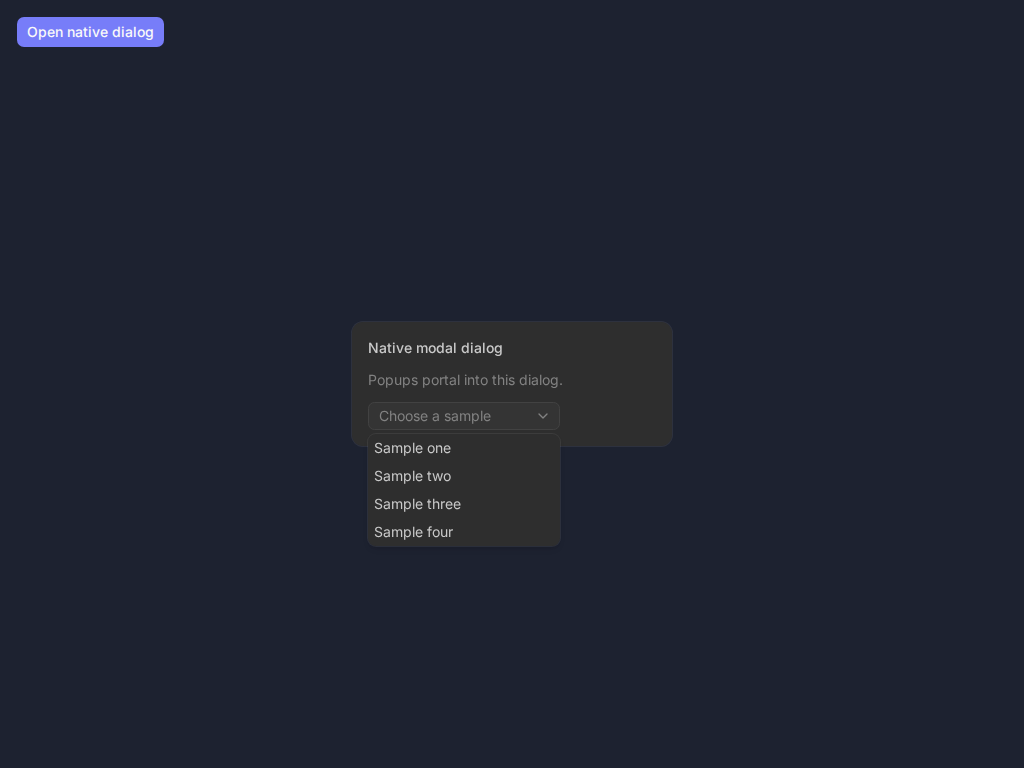 Open native dialog
Native modal dialog
Popups portal into this dialog.
Choose a sample
Sample one
Sample two
Sample three
Sample four